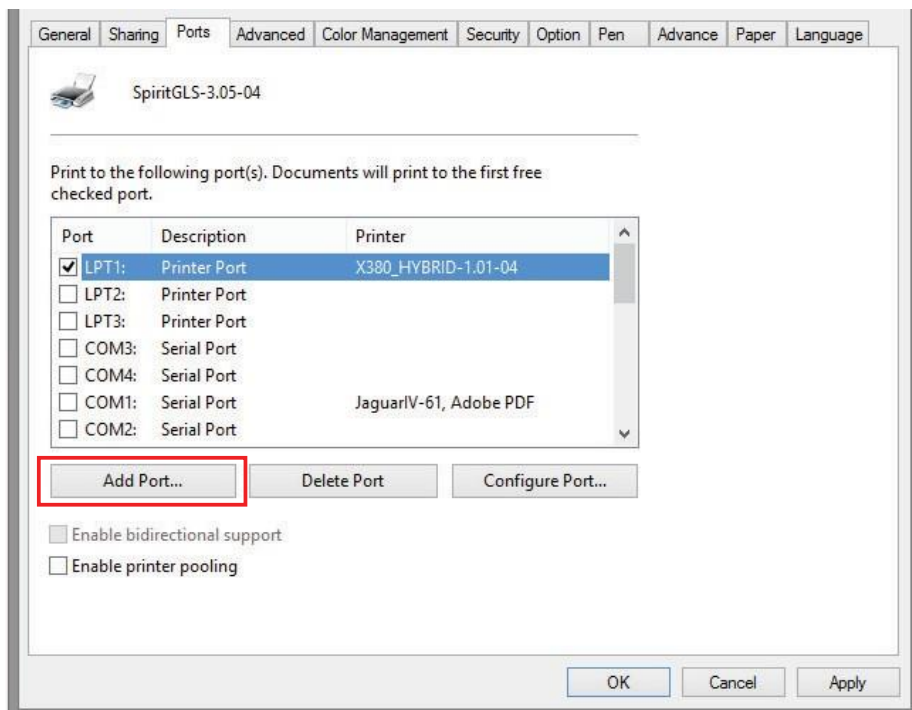 General Sharing Ports Advanced Color Management Security Option Pen Advance Paper Language
SpiritGLS-3.05-04
Print to the following port(s). Documents will print to the first free
checked port.
Port Description Printer
LPT1: Printer Port X380_HYBRID-1.01-04
LPT2: Printer Port
LPT3: Printer Port
COM3: Serial Port
COM4: Serial Port
COM1: Serial Port JaguarIV-61, Adobe PDF
COM2: Serial Port
Add Port... Delete Port Configure Port...
Enable bidirectional support
Enable printer pooling
OK Cancel Apply